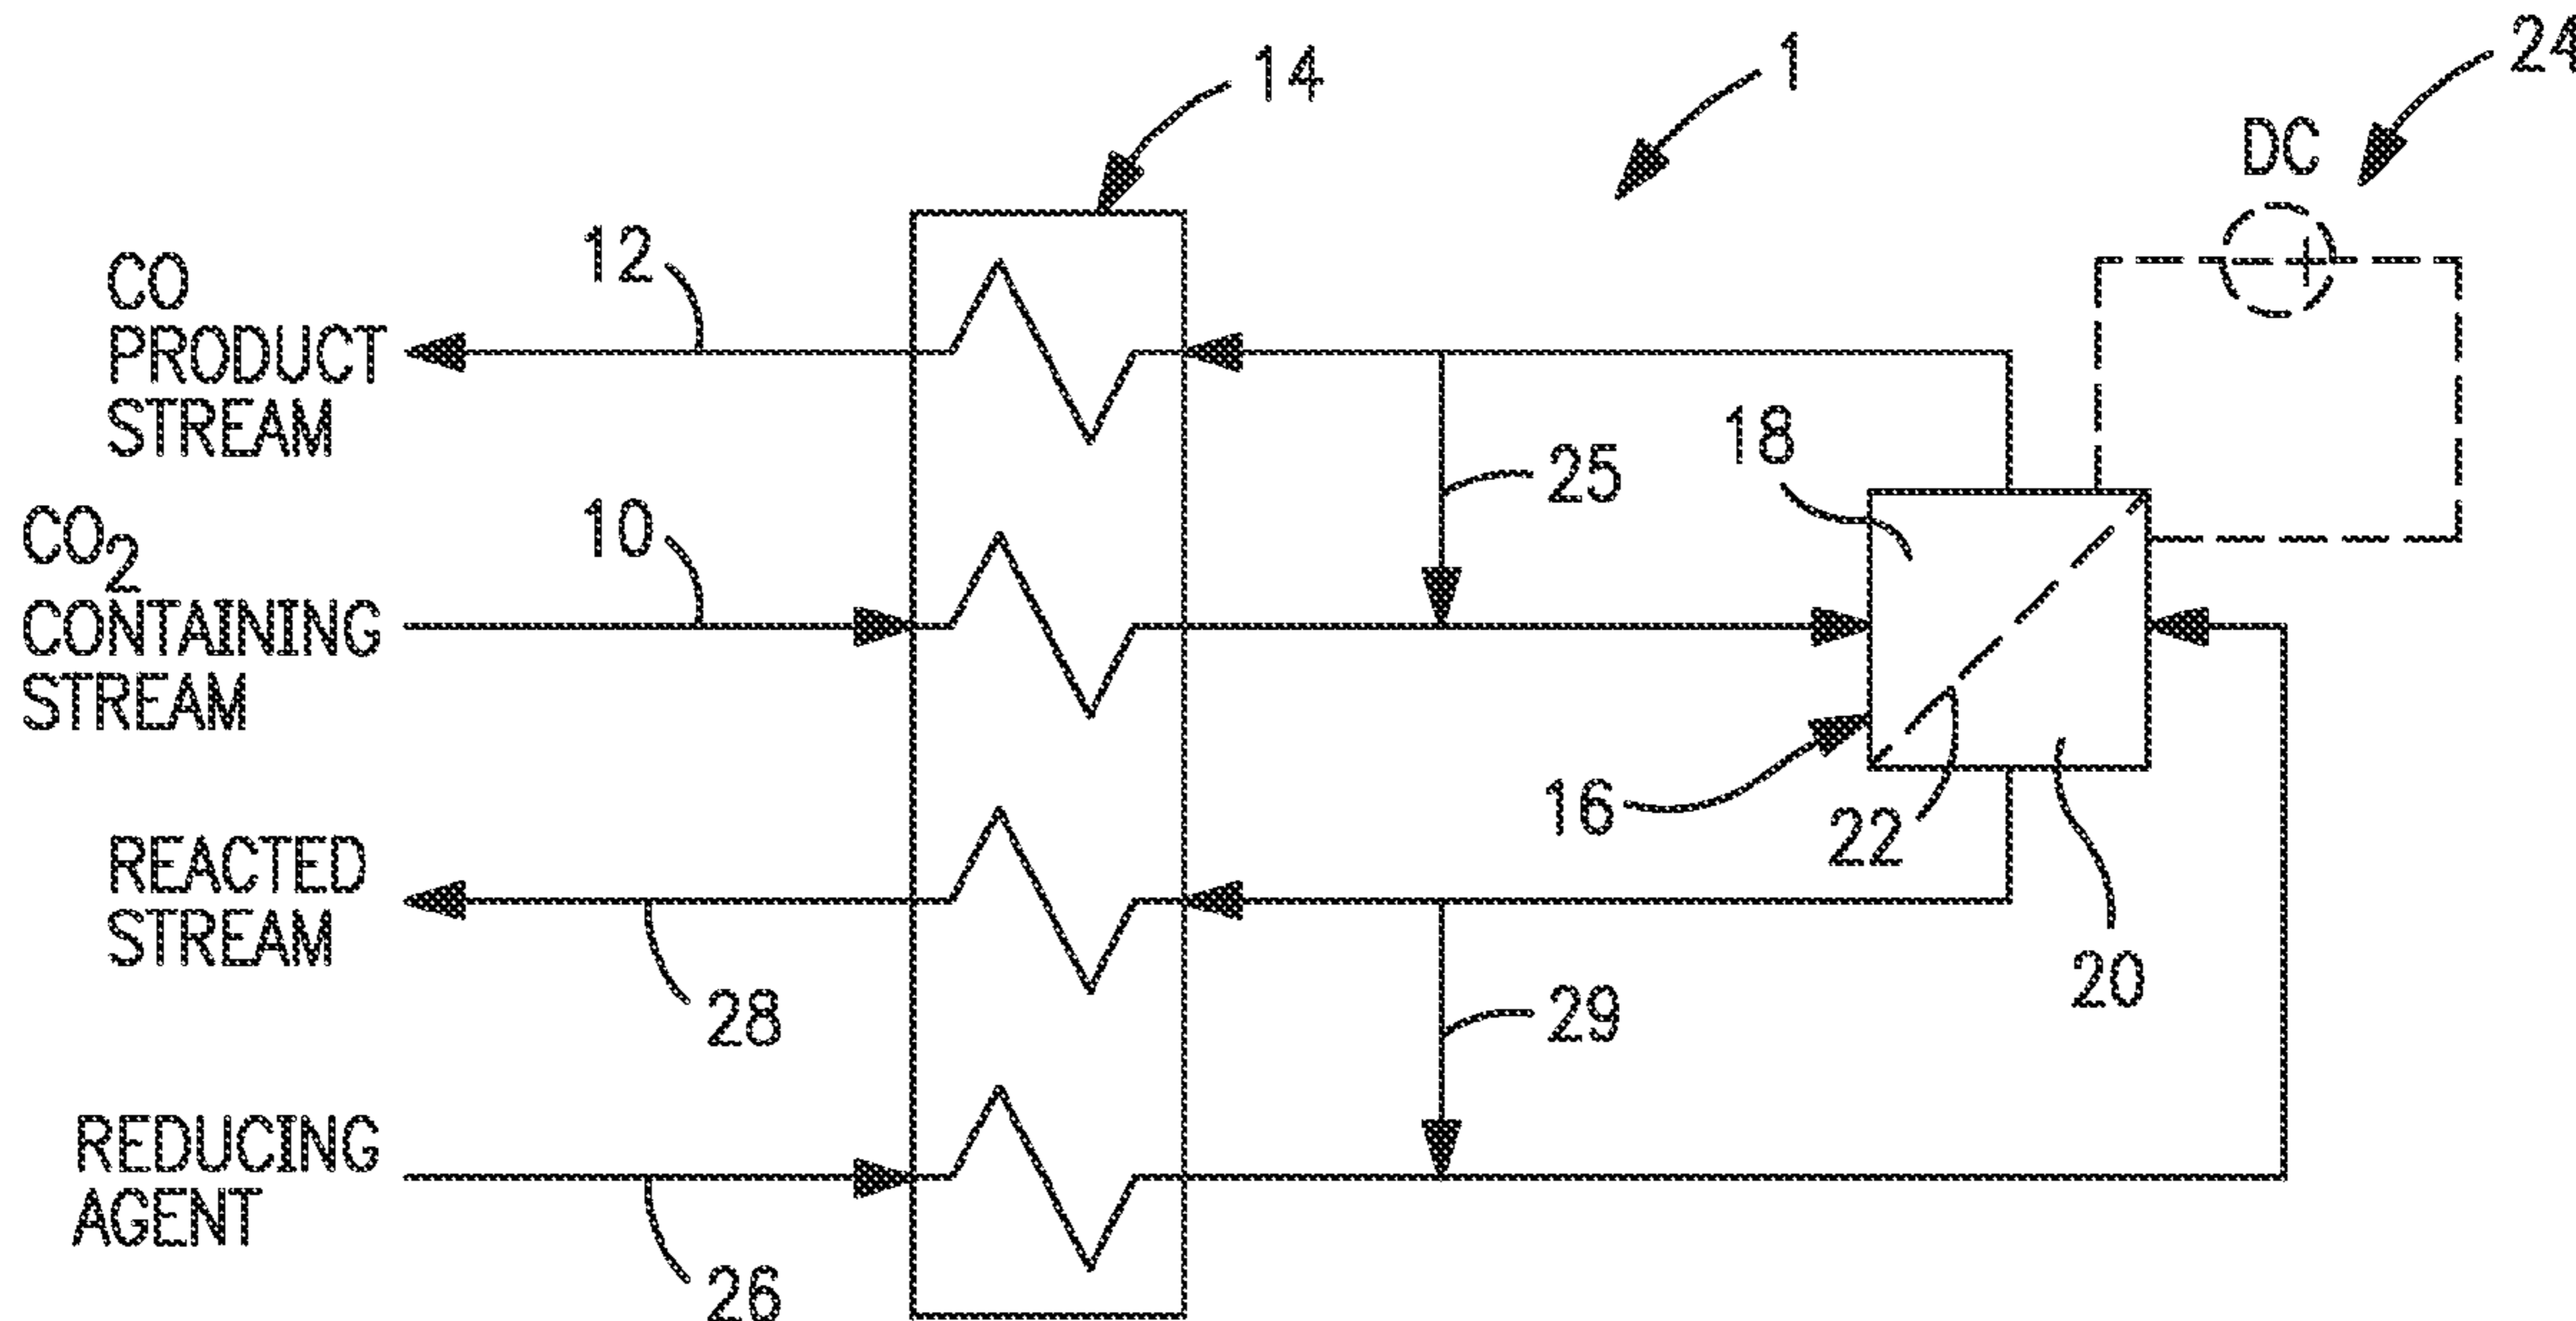 24
14
1
DC
12
CO
PRODUCT
STREAM
18
25
CO2
CONTAINING
STREAM
10
16
22
REACTED
STREAM
20
28
29
REDUCING
AGENT
26